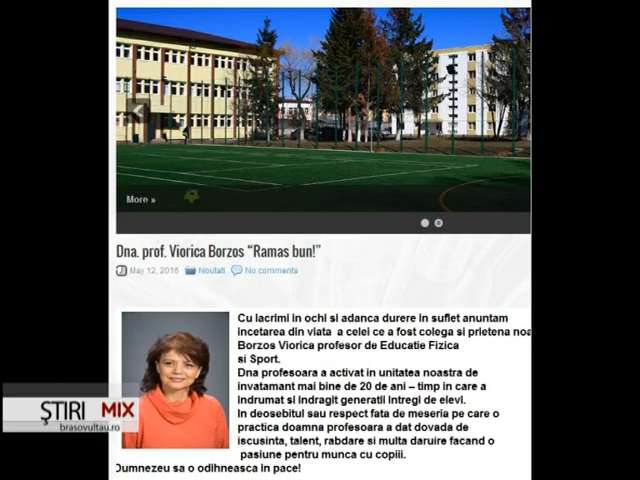 More »
Dna. prof. Viorica Borzos “Ramas bun!”
May 12, 2016 Noutati No comments
Cu lacrimi in ochi si adanca durere in suflet anuntam
incetarea din viata a celei ce a fost colega si prietena noa
Borzos Viorica profesor de Educatie Fizica
si Sport.
Dna profesoara a activat in unitatea noastra de
invatamant mai bine de 20 de ani – timp in care a
indrumat si indragit generatii intregi de elevi.
In deosebitul sau respect fata de meseria pe care o
practica doamna profesoara a dat dovada de
iscusinta, talent, rabdare si multa daruire facand o
pasiune pentru munca cu copiii.
Dumnezeu sa o odihneasca in pace!
ŞTIRI MIX
brasovultau.ro